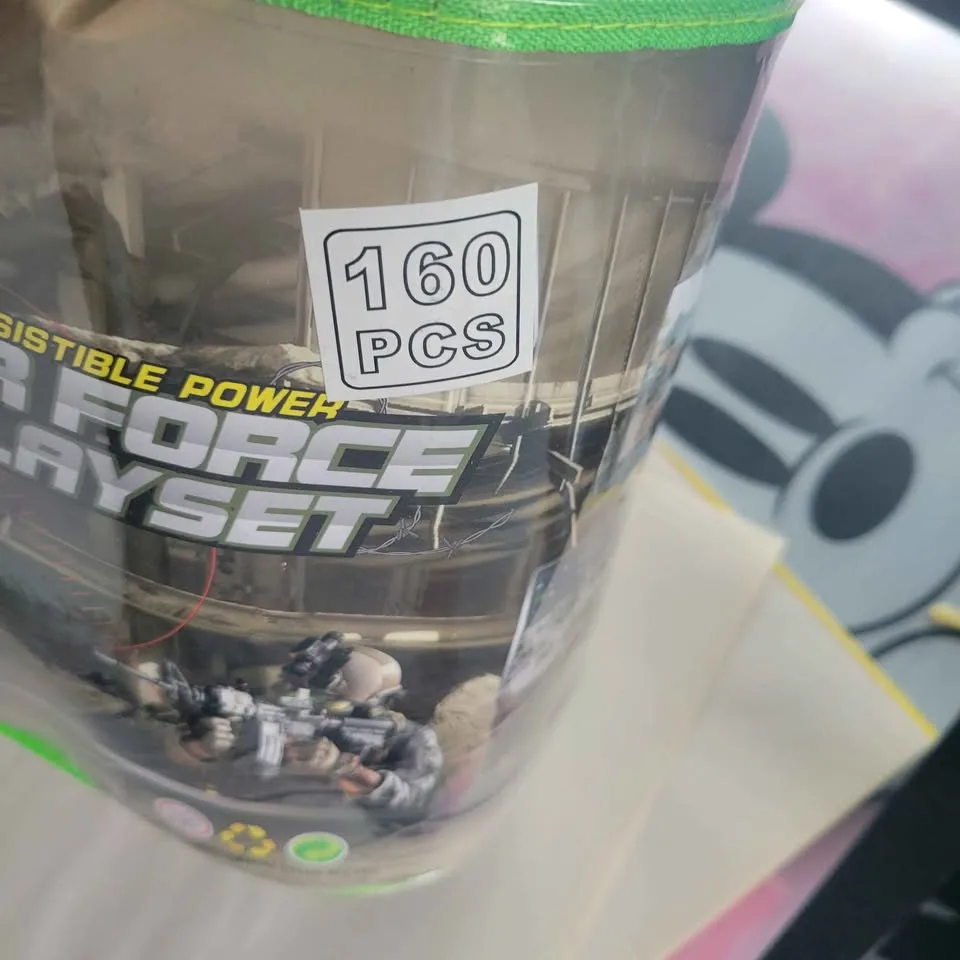 160
PCS
SISTIBLE POWER
R FORCE
LAYSET